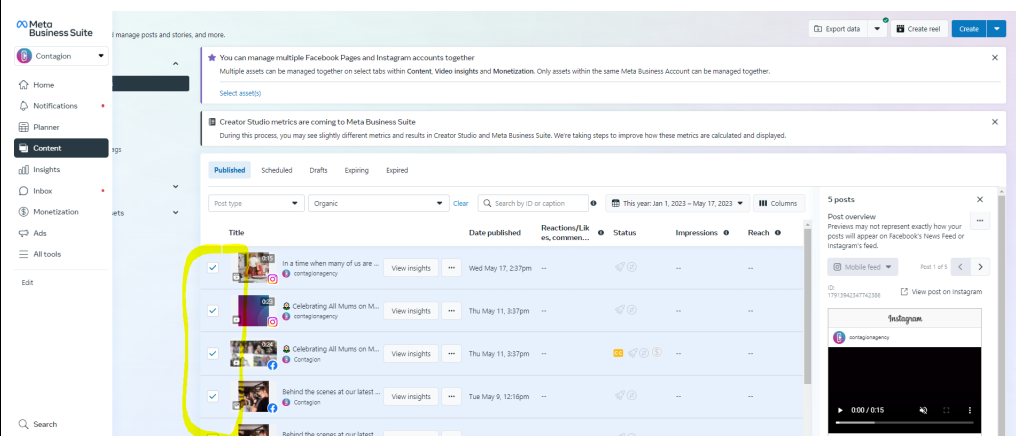 Meta
Business Suite
Contagion
Home
Notifications
Planner
Content
Insights
Inbox
Monetization
Ads
All tools
Edit
Search
l manage posts and stories, and more.
ags
ets
Export data
Create reel
Create
You can manage multiple Facebook Pages and Instagram accounts together
Multiple assets can be managed together on select tabs within Content, Video insights and Monetization. Only assets within the same Meta Business Account can be managed together.
Select asset(s)
Creator Studio metrics are coming to Meta Business Suite
During this process, you may see slightly different metrics and results in Creator Studio and Meta Business Suite. We're taking steps to improve how these metrics are calculated and displayed.
Published Scheduled Drafts Expiring Expired
Post type Organic Clear Search by ID or caption This year: Jan 1, 2023 – May 17, 2023 Columns
Title Date published Reactions/Lik
es, commen... Status Impressions Reach
0:15 In a time when many of us are ... View insights ... Wed May 17, 2:37pm -- -- --
contagionagency
0:23 Celebrating All Mums on M... View insights ... Thu May 11, 3:37pm -- -- --
contagionagency
0:24 Celebrating All Mums on M... View insights ... Thu May 11, 3:37pm -- -- --
Contagion
Behind the scenes at our latest ... View insights ... Tue May 9, 12:16pm -- -- --
Contagion
Behind the scenes at our latest
5 posts
Post overview
Previews may not represent exactly how your
posts will appear on Facebook's News Feed or
Instagram's feed.
Mobile feed Post 1 of 5
ID:
17913942347742386 View post on Instagram
Instagram
contagionagency
0:00 / 0:15